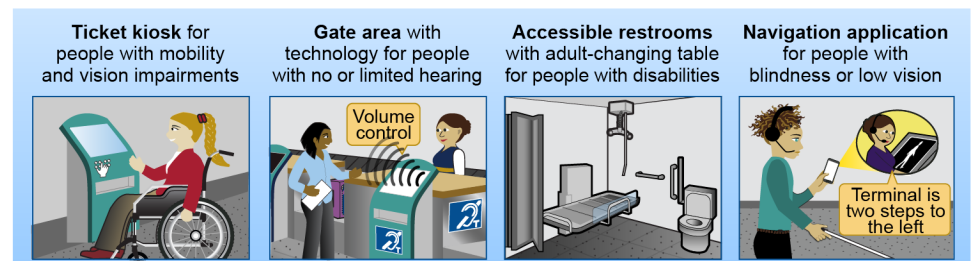 Ticket kiosk for
people with mobility
and vision impairments
Gate area with
technology for people
with no or limited hearing
Volume
control
Accessible restrooms
with adult-changing table
for people with disabilities
Navigation application
for people with
blindness or low vision
Terminal is
two steps to
the left